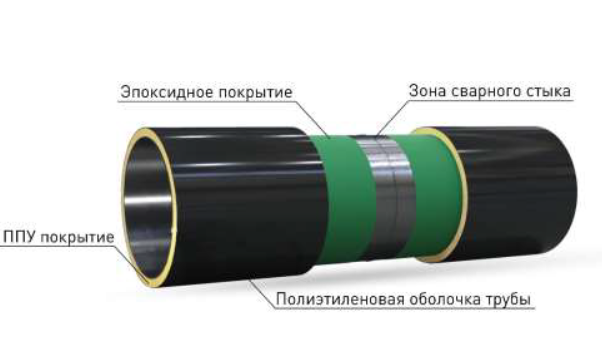 Эпоксидное покрытие
Зона сварного стыка
ППУ покрытие
Полиэтиленовая оболочка трубы